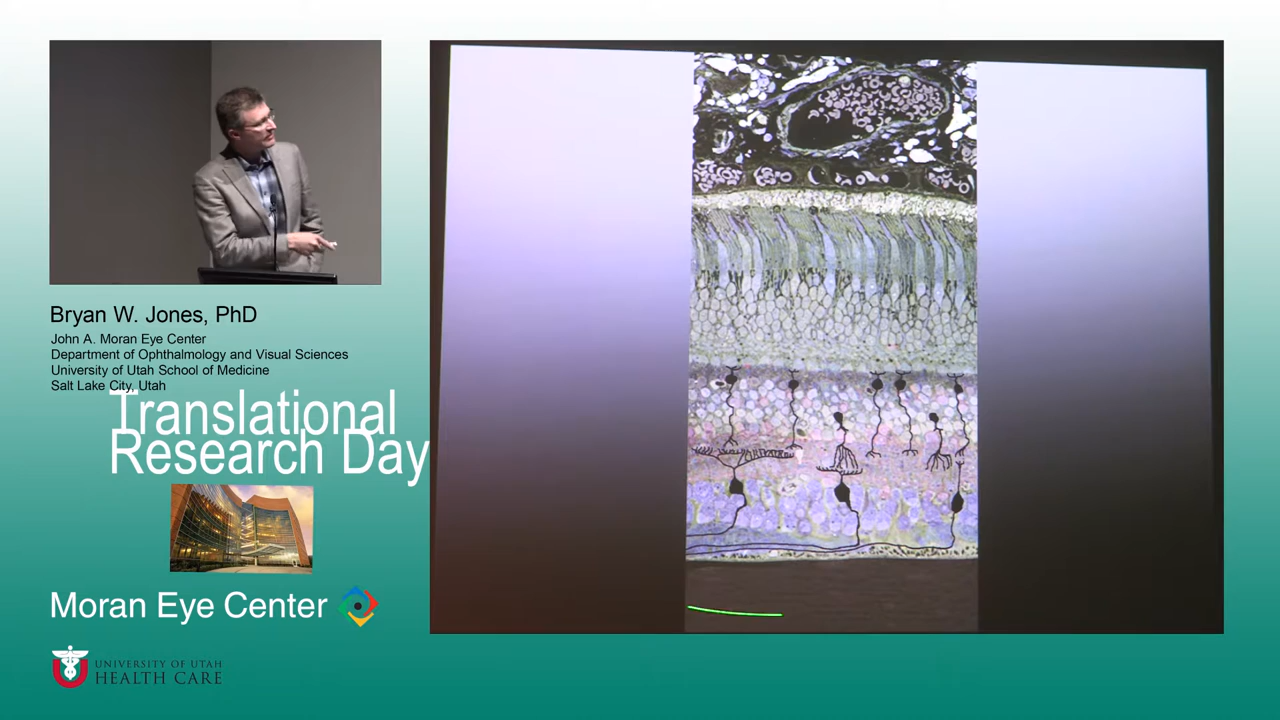 Bryan W. Jones, PhD
John A. Moran Eye Center
Department of Ophthalmology and Visual Sciences
University of Utah School of Medicine
Salt Lake City, Utah
Translational
Research Day
Moran Eye Center
UNIVERSITY OF UTAH
HEALTH CARE